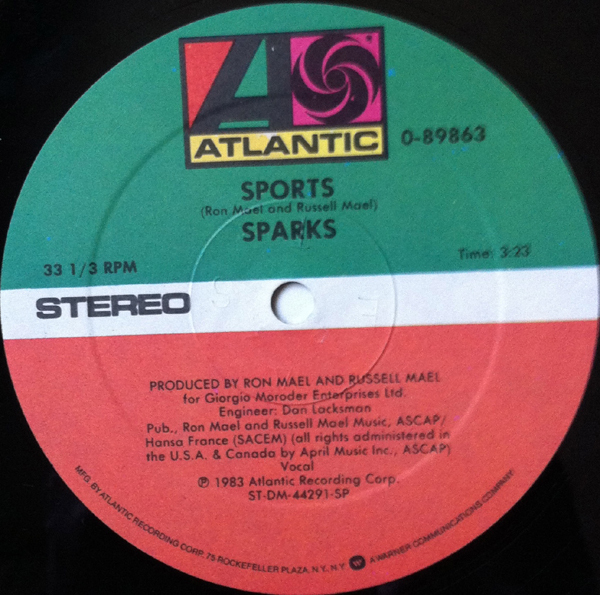 ATLANTIC
0-89863
SPORTS
(Ron Mael and Russell Mael)
SPARKS
33 1/3 RPM
Time: 3:23
STEREO
PRODUCED BY RON MAEL AND RUSSELL MAEL
for Giorgio Moroder Enterprises Ltd.
Engineer: Dan Lacksman
Pub., Ron Mael and Russell Mael Music, ASCAP/
Hansa France (SACEM) (all rights administered in
the U.S.A. & Canada by April Music Inc., ASCAP)
Vocal
℗ 1983 Atlantic Recording Corp.
ST-DM-44291-SP
MFG. BY ATLANTIC RECORDING CORP. 75 ROCKEFELLER PLAZA, N.Y., N.Y. A WARNER COMMUNICATIONS COMPANY